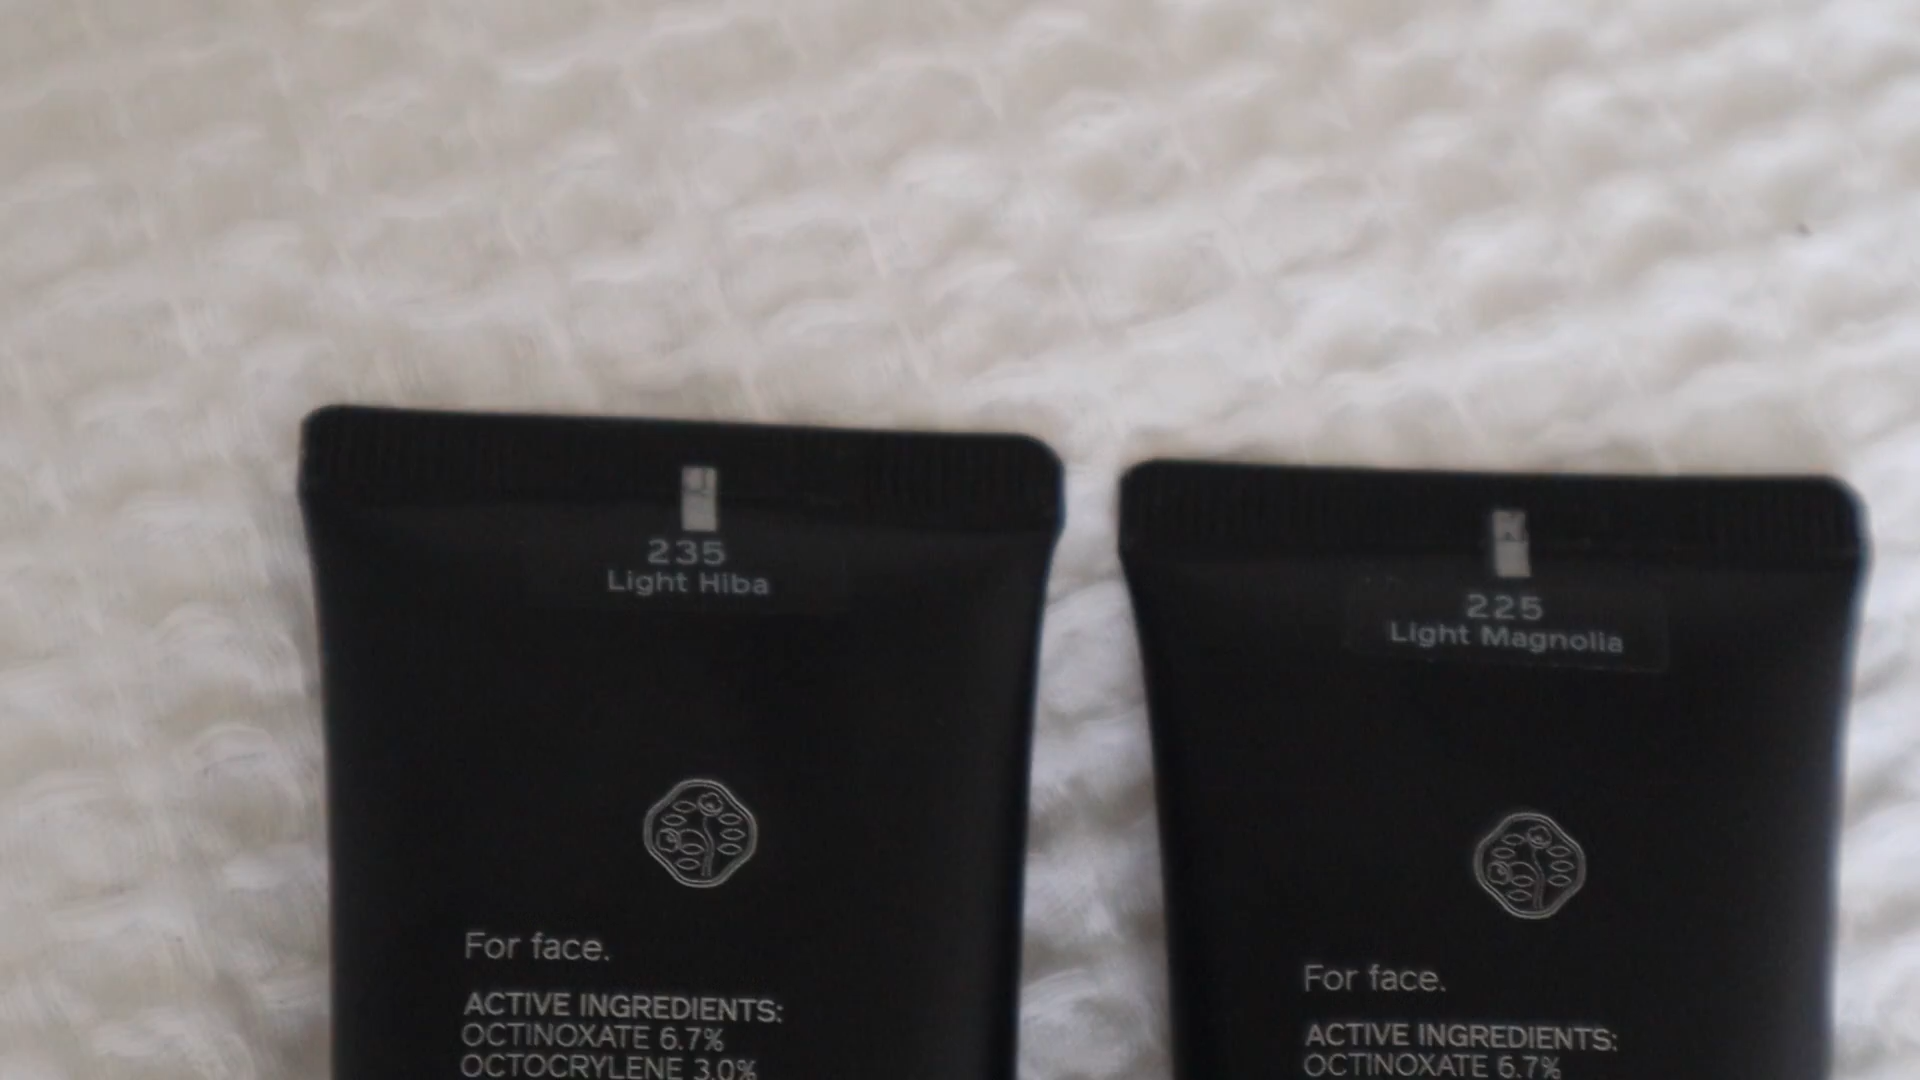 235
Light Hiba
For face.
ACTIVE INGREDIENTS:
OCTINOXATE 6.7%
OCTOCRYLENE 3.0%
225
Light Magnolia
For face.
ACTIVE INGREDIENTS:
OCTINOXATE 6.7%